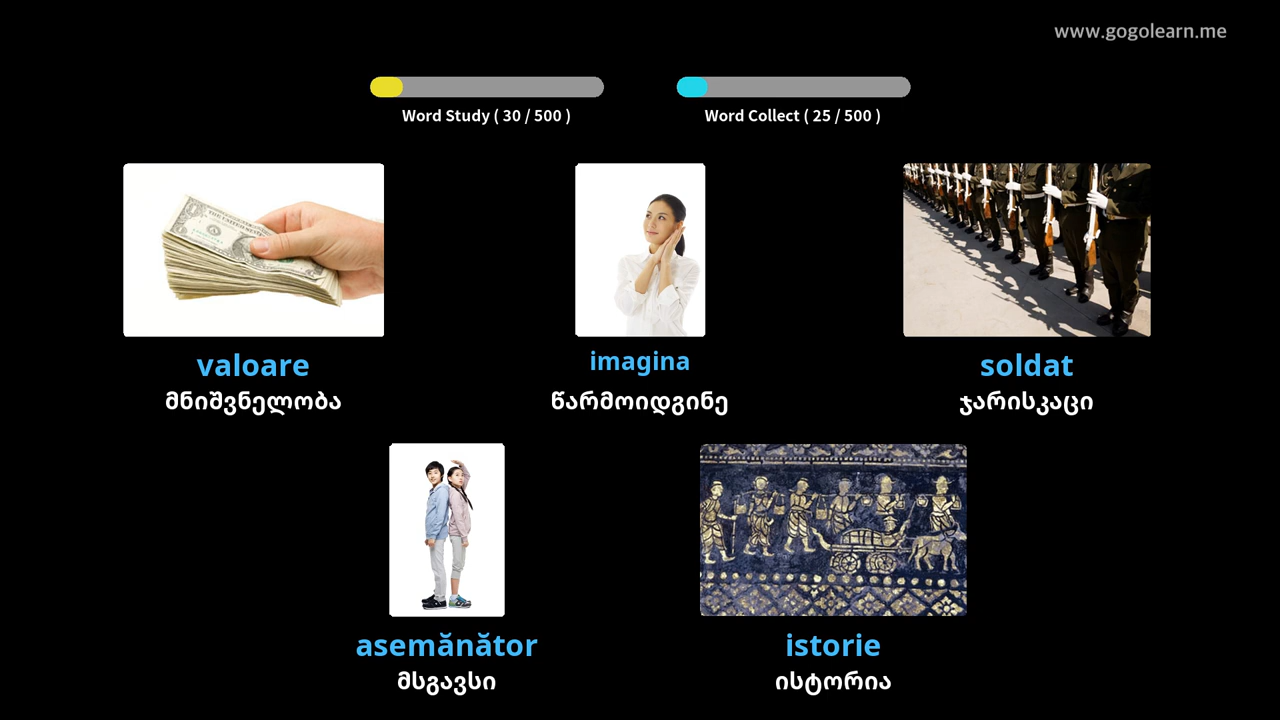 www.gogolearn.me
Word Study ( 30 / 500 )
Word Collect ( 25 / 500 )
valoare
მნიშვნელობა
imagina
წარმოიდგინე
soldat
ჯარისკაცი
asemănător
მსგავსი
istorie
ისტორია